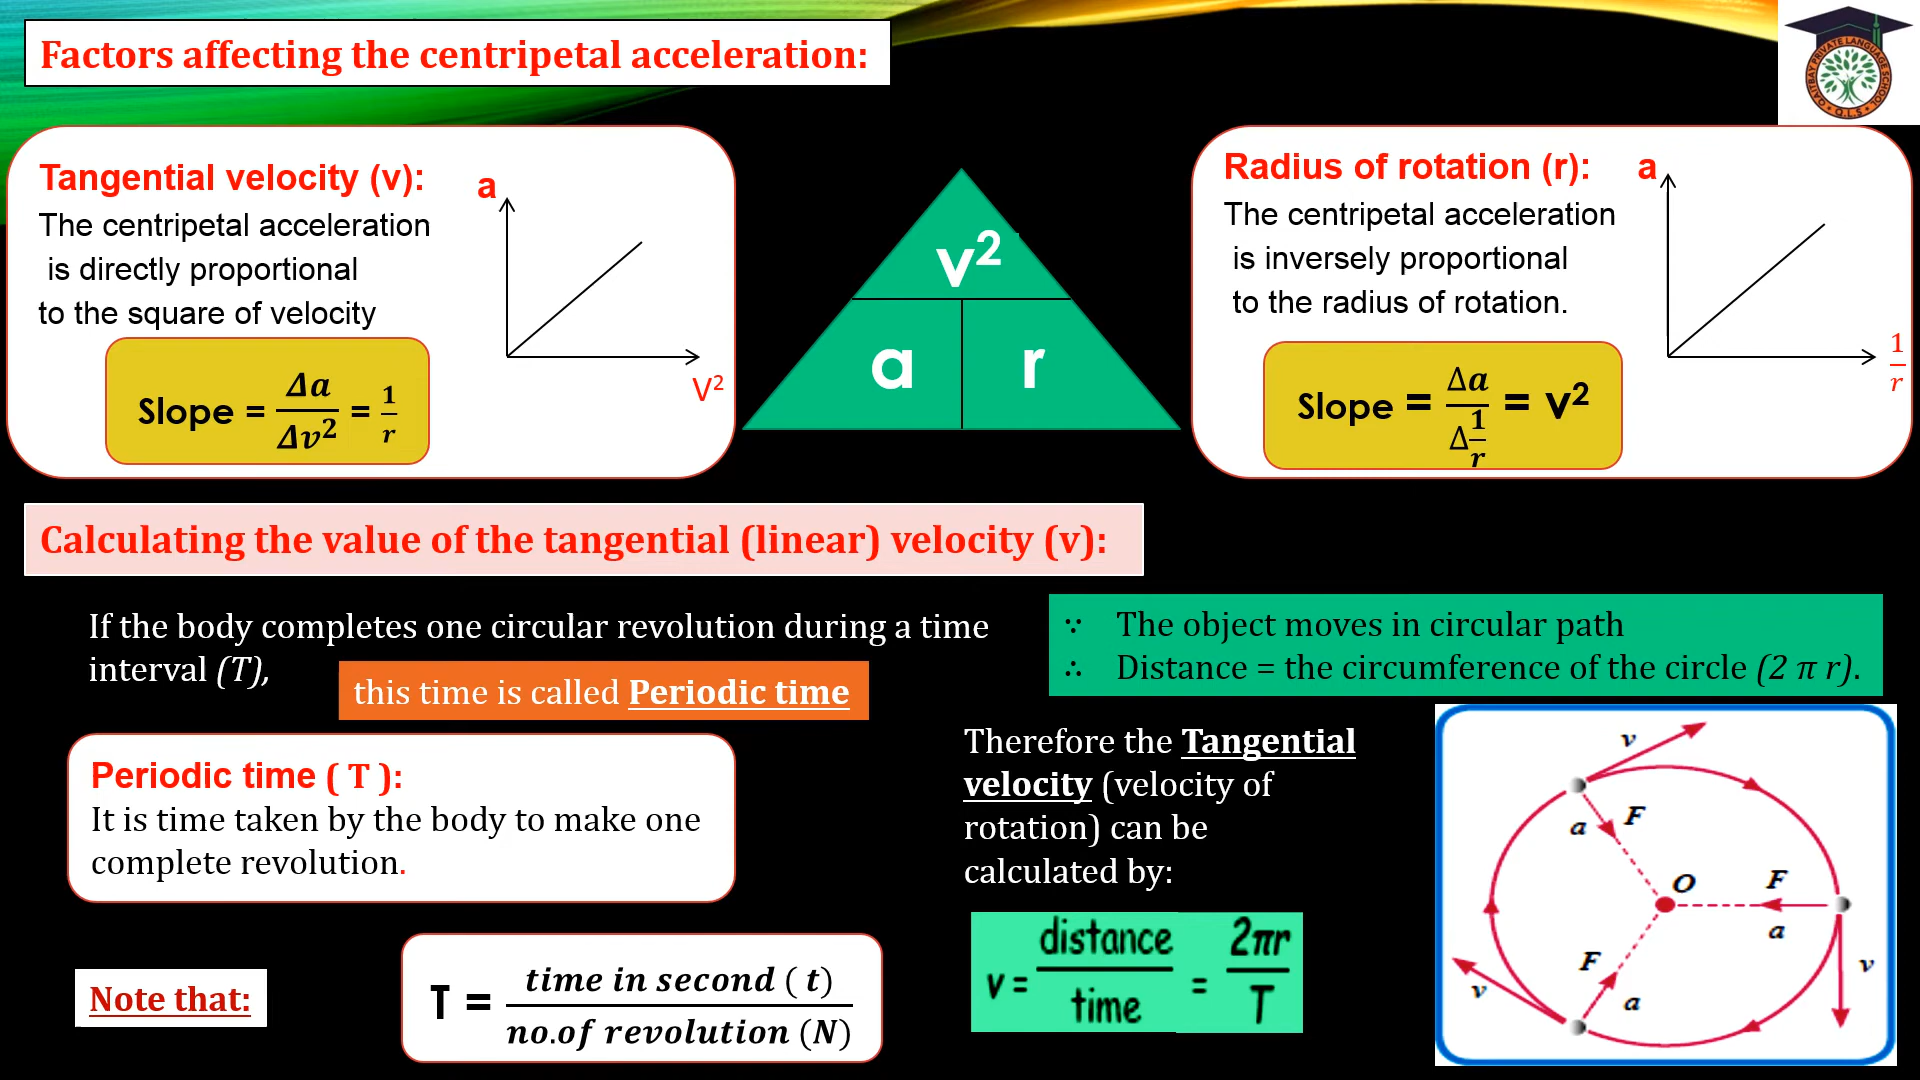 Factors affecting the centripetal acceleration:
QAITBAY PRIVATE LANGUAGE SCHOOL
Q.L.S
Tangential velocity (v):
The centripetal acceleration
is directly proportional
to the square of velocity
Slope = Δa/Δv² = 1/r
a
V²
v²
a r
Radius of rotation (r):
The centripetal acceleration
is inversely proportional
to the radius of rotation.
Slope = Δa/Δ1/r = v²
a
1/r
Calculating the value of the tangential (linear) velocity (v):
If the body completes one circular revolution during a time
interval (T),
this time is called Periodic time
∵ The object moves in circular path
∴ Distance = the circumference of the circle (2 π r).
Periodic time ( T ):
It is time taken by the body to make one
complete revolution.
Therefore the Tangential
velocity (velocity of
rotation) can be
calculated by:
Note that:
T = time in second ( t)/no.of revolution (N)
v = distance/time = 2πr/T
v
F
a
O
F
a
F
a
v
v